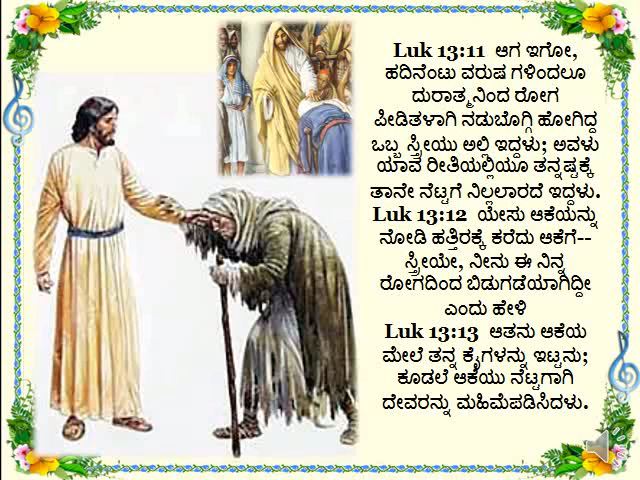 Luk 13:11 ಆಗ ಇಗೋ,
ಹದಿನೆಂಟು ವರುಷ ಗಳಿಂದಲೂ
ದುರಾತ್ಮನಿಂದ ರೋಗ
ಪೀಡಿತಳಾಗಿ ನಡುಬೊಗ್ಗಿ ಹೋಗಿದ್ದ
ಒಬ್ಬ ಸ್ತ್ರೀಯು ಅಲ್ಲಿ ಇದ್ದಳು; ಅವಳು
ಯಾವ ರೀತಿಯಲ್ಲಿಯೂ ತನ್ನಷ್ಟಕ್ಕೆ
ತಾನೇ ನೆಟ್ಟಗೆ ನಿಲ್ಲಲಾರದೆ ಇದ್ದಳು.
Luk 13:12 ಯೇಸು ಆಕೆಯನ್ನು
ನೋಡಿ ಹತ್ತಿರಕ್ಕೆ ಕರೆದು ಆಕೆಗೆ--
ಸ್ತ್ರೀಯೇ, ನೀನು ಈ ನಿನ್ನ
ರೋಗದಿಂದ ಬಿಡುಗಡೆಯಾಗಿದ್ದೀ
ಎಂದು ಹೇಳಿ
Luk 13:13 ಆತನು ಆಕೆಯ
ಮೇಲೆ ತನ್ನ ಕೈಗಳನ್ನು ಇಟ್ಟನು;
ಕೂಡಲೆ ಆಕೆಯು ನೆಟ್ಟಗಾಗಿ
ದೇವರನ್ನು ಮಹಿಮೆಪಡಿಸಿದಳು.